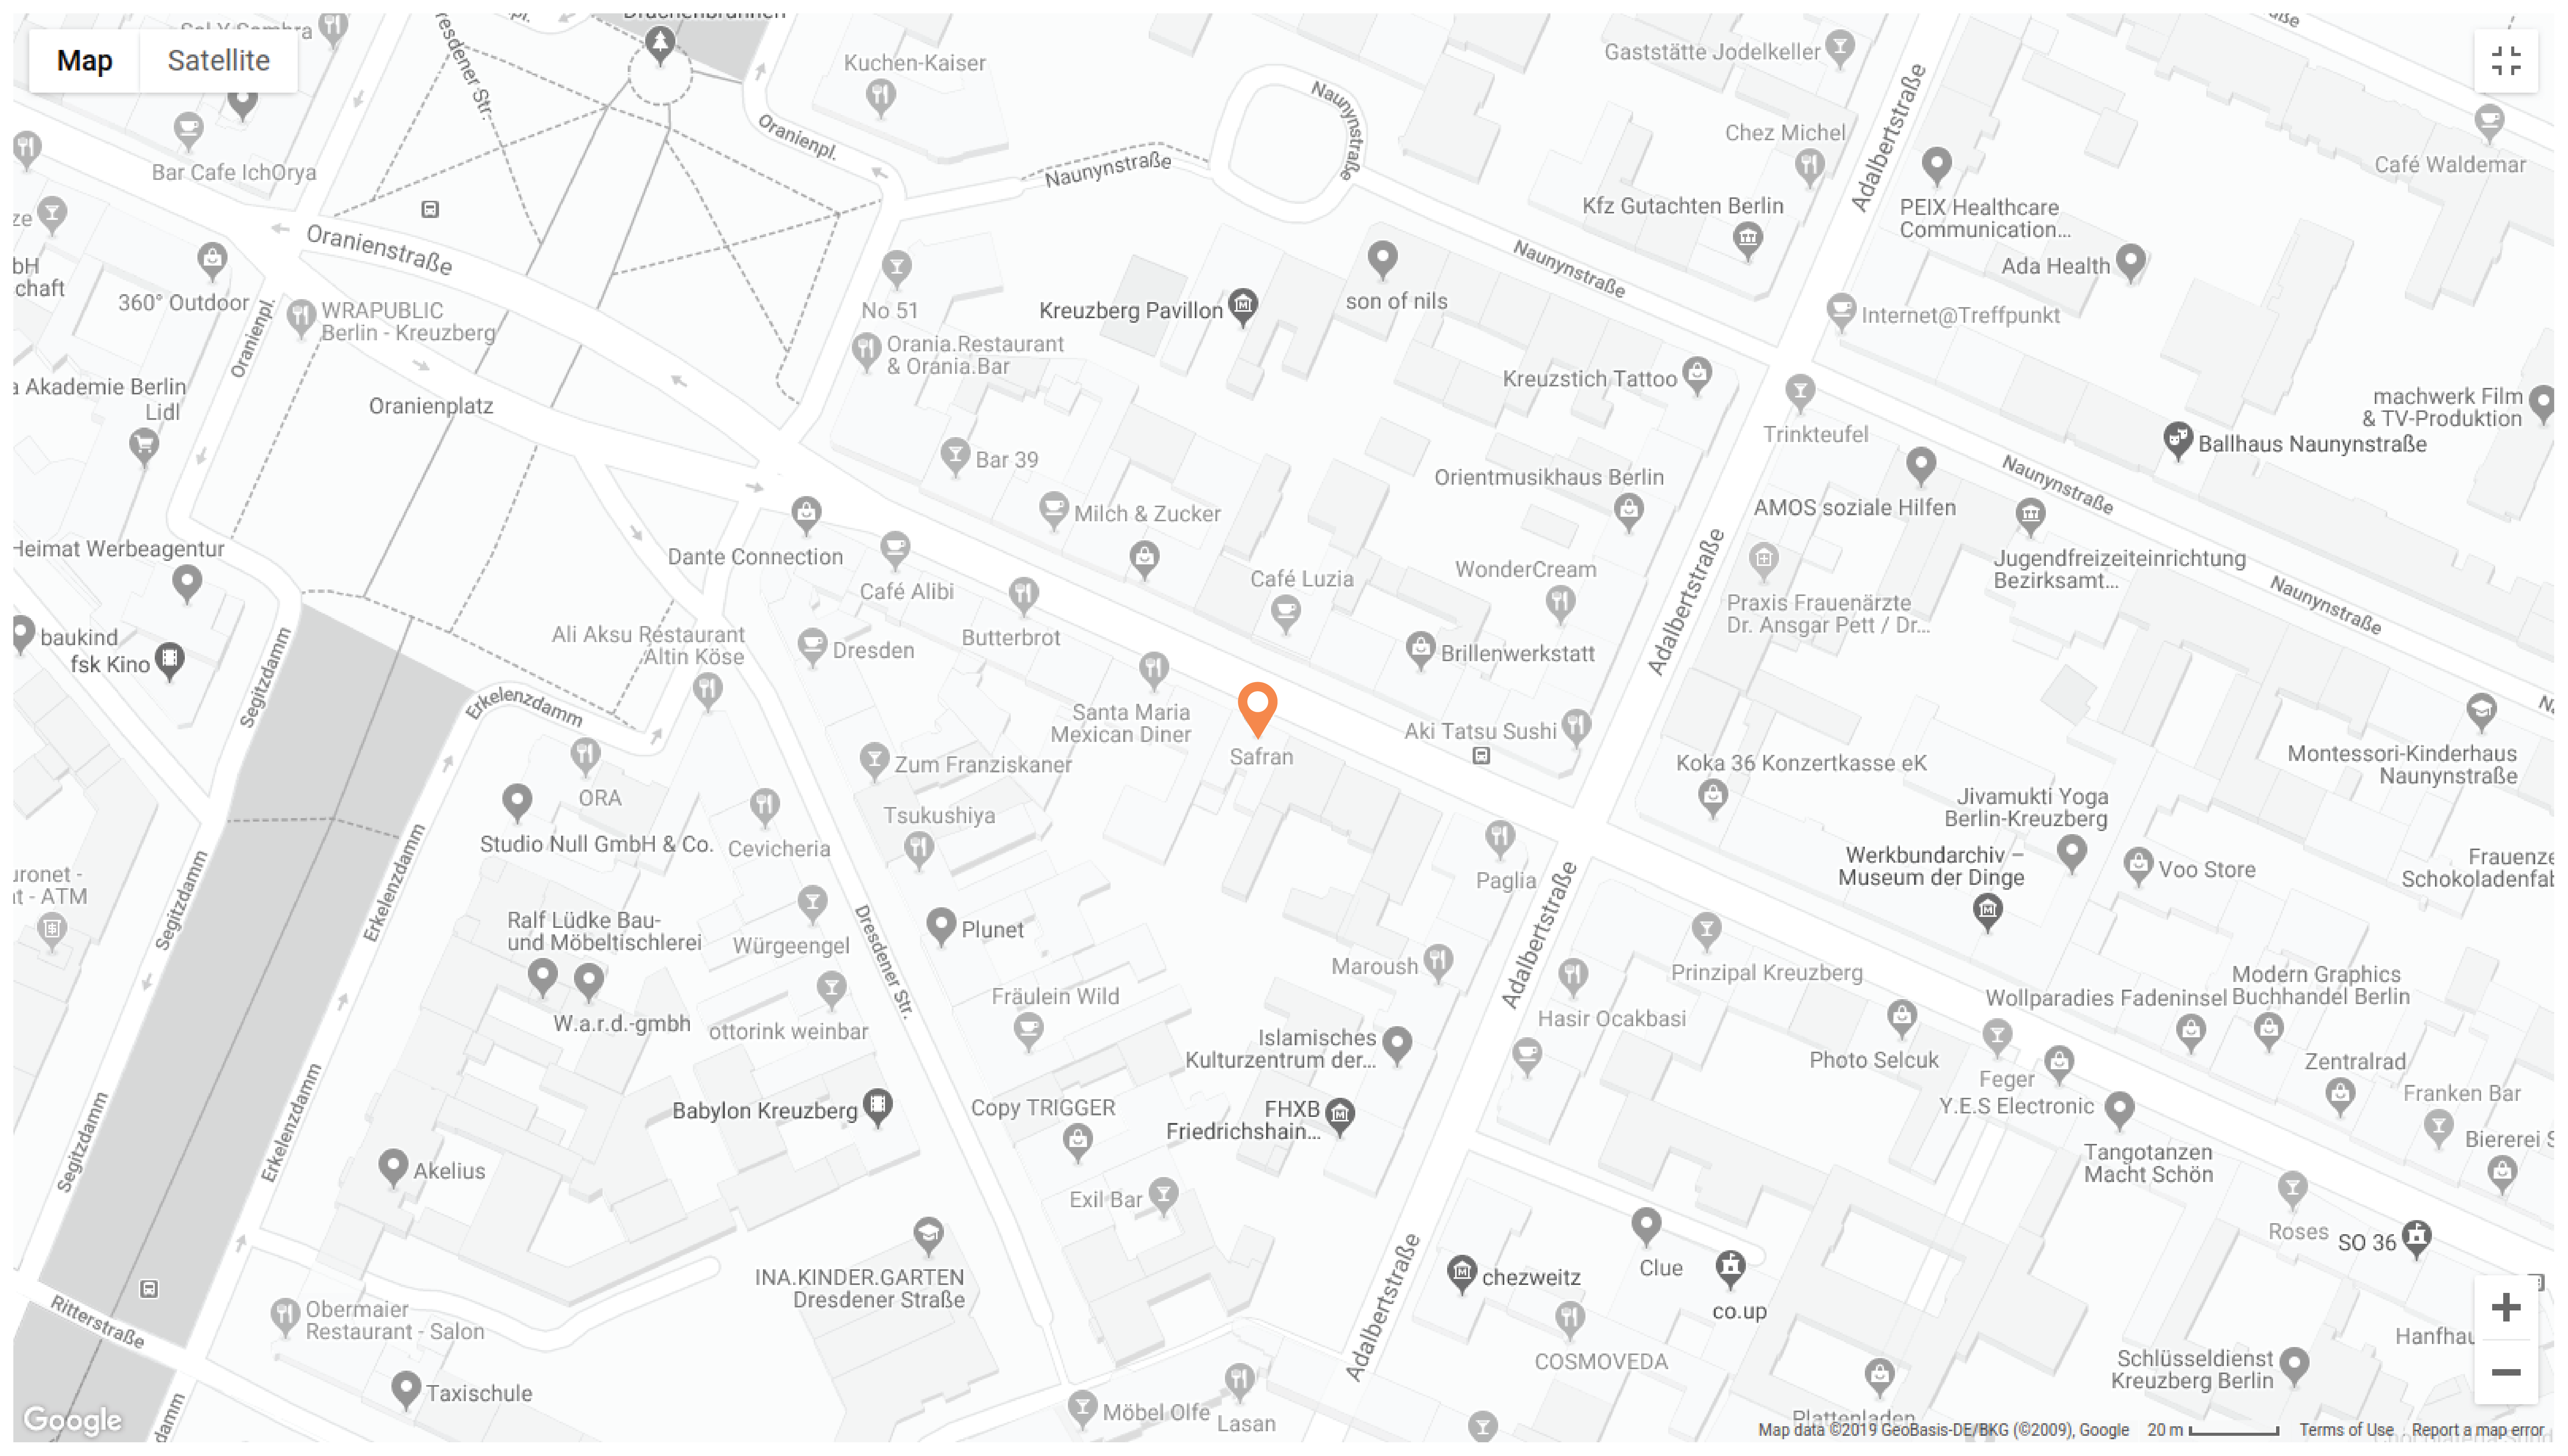 Map
Satellite
Drachenbrunnen
Sol Y Sombra
Dresdener Str.
Kuchen-Kaiser
Gaststätte Jodelkeller
Oranienpl.
Naunynstraße
Naunynstraße
Adalbertstraße
Chez Michel
Café Waldemar
Bar Cafe IchOrya
Kfz Gutachten Berlin
PEIX Healthcare
Communication...
Oranienstraße
Naunynstraße
Ada Health
360° Outdoor
Oranienpl.
WRAPUBLIC
Berlin - Kreuzberg
No 51
Kreuzberg Pavillon
son of nils
Internet@Treffpunkt
Orania.Restaurant
& Orania.Bar
Akademie Berlin
Lidl
Oranienplatz
Kreuzstich Tattoo
machwerk Film
& TV-Produktion
Trinkteufel
Ballhaus Naunynstraße
Bar 39
Orientmusikhaus Berlin
Naunynstraße
AMOS soziale Hilfen
Milch & Zucker
Heimat Werbeagentur
Dante Connection
Café Alibi
Café Luzia
WonderCream
Adalbertstraße
Jugendfreizeiteinrichtung
Bezirksamt...
Praxis Frauenärzte
Dr. Ansgar Pett / Dr...
Naunynstraße
baukind
fsk Kino
Segitzdamm
Ali Aksu Restaurant
Altin Köse
Dresden
Butterbrot
Brillenwerkstatt
Erkelenzdamm
Santa Maria
Mexican Diner
Safran
Aki Tatsu Sushi
Zum Franziskaner
Koka 36 Konzertkasse eK
Montessori-Kinderhaus
Naunynstraße
ORA
Studio Null GmbH & Co.
Cevicheria
Tsukushiya
Jivamukti Yoga
Berlin-Kreuzberg
Werkbundarchiv –
Museum der Dinge
Voo Store
Paglia
Segitzdamm
Erkelenzdamm
ATM
Adalbertstraße
Ralf Lüdke Bau-
und Möbeltischlerei
Würgeengel
Dresdener Str.
Plunet
Maroush
Prinzipal Kreuzberg
Modern Graphics
Buchhandel Berlin
Wollparadies Fadeninsel
W.a.r.d.-gmbh
ottorink weinbar
Fräulein Wild
Hasir Ocakbasi
Islamisches
Kulturzentrum der...
Photo Selcuk
Feger
Zentralrad
Franken Bar
Segitzdamm
Erkelenzdamm
Babylon Kreuzberg
Copy TRIGGER
FHXB
Friedrichshain...
Y.E.S Electronic
Tangotanzen
Macht Schön
Akelius
Exil Bar
Roses
SO 36
INA.KINDER.GARTEN
Dresdener Straße
Adalbertstraße
chezweitz
Clue
co.up
Ritterstraße
Obermaier
Restaurant - Salon
COSMOVEDA
Schlüsseldienst
Kreuzberg Berlin
Taxischule
Möbel Olfe
Lasan
Plattenladen
Google
Map data ©2019 GeoBasis-DE/BKG (©2009), Google
20 m
Terms of Use
Report a map error